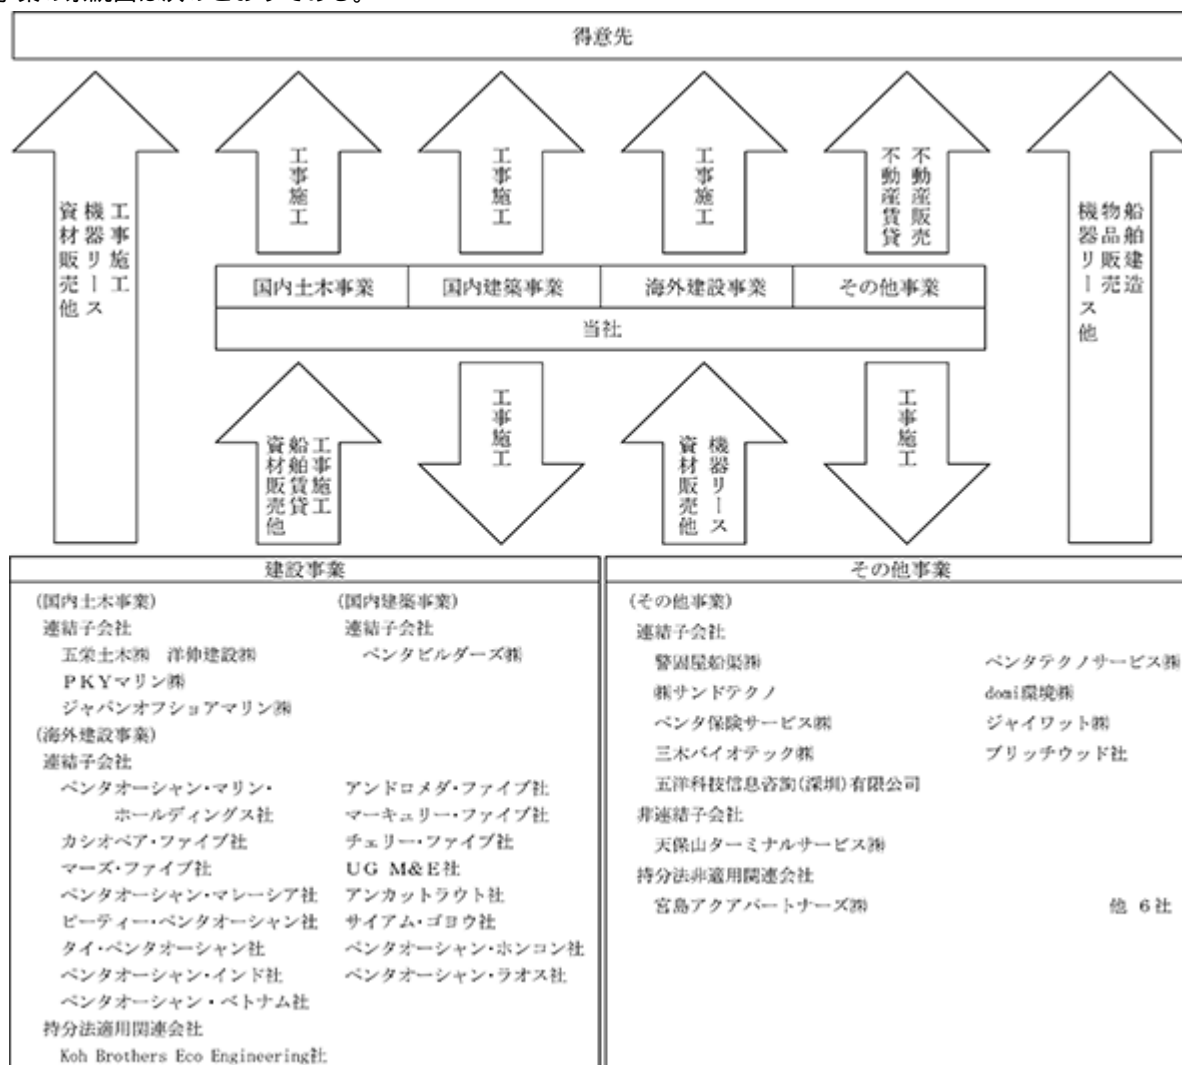 得意先
工事施工
機器リース
資材販売他
工事施工
工事施工
工事施工
不動産販売
不動産賃貸
船舶建造
物品販売
機器リース他
国内土木事業 国内建築事業 海外建設事業 その他事業
当社
工事施工
船舶賃貸
資材販売他
工事施工
機器リース
資材販売他
工事施工
建設事業
(国内土木事業)
連結子会社
五栄土木㈱ 洋伸建設㈱
PKYマリン㈱
ジャパンオフショアマリン㈱
(国内建築事業)
連結子会社
ペンタビルダーズ㈱
(海外建設事業)
連結子会社
ペンタオーシャン・マリン・
ホールディングス社
カシオペア・ファイブ社
マーズ・ファイブ社
ペンタオーシャン・マレーシア社
ピーティー・ペンタオーシャン社
タイ・ペンタオーシャン社
ペンタオーシャン・インド社
ペンタオーシャン・ベトナム社
アンドロメダ・ファイブ社
マーキュリー・ファイブ社
チェリー・ファイブ社
UG M&E社
アンカットラウト社
サイアム・ゴヨウ社
ペンタオーシャン・ホンコン社
ペンタオーシャン・ラオス社
持分法適用関連会社
Koh Brothers Eco Engineering社
その他事業
(その他事業)
連結子会社
警固屋船渠㈱ ペンタテクノサービス㈱
㈱サンドテクノ domi環境㈱
ペンタ保険サービス㈱ ジャイワット㈱
三木バイオテック㈱ ブリッチウッド社
五洋科技信息咨詢(深圳)有限公司
非連結子会社
天保山ターミナルサービス㈱
持分法非適用関連会社
宮島アクアパートナーズ㈱ 他 6社